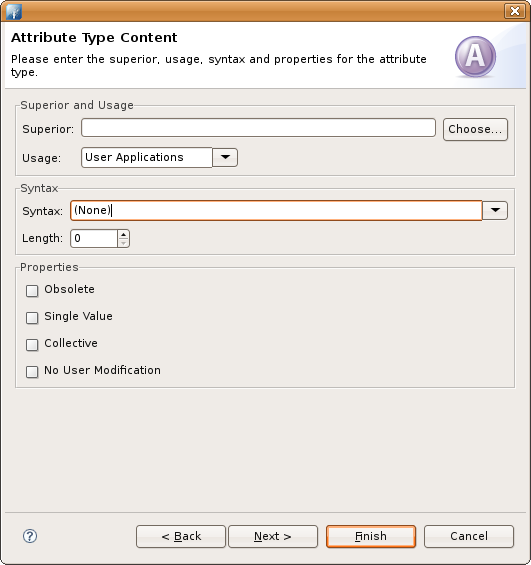 Attribute Type Content
Please enter the superior, usage, syntax and properties for the attribute
type.
A
Superior and Usage
Superior:
Choose...
Usage: User Applications
Syntax
Syntax: (None)
Length: 0
Properties
Obsolete
Single Value
Collective
No User Modification
? < Back Next > Finish Cancel